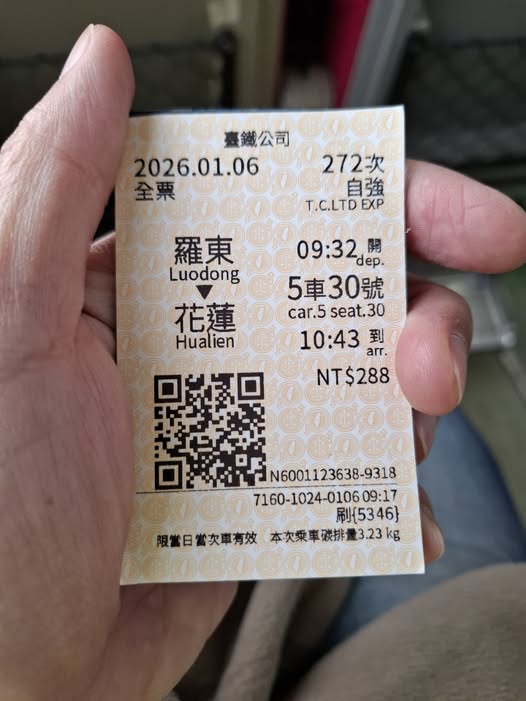 臺鐵公司
2026.01.06 272次
全票 自強
T.C.LTD EXP
羅東 09:32 開
Luodong dep.
▼ 5車30號
花蓮 car.5 seat.30
Hualien 10:43 到
arr.
NT$288
N6001123638-9318
7160-1024-0106 09:17
刷{5346}
限當日當次車有效 本次乘車碳排量3.23 kg